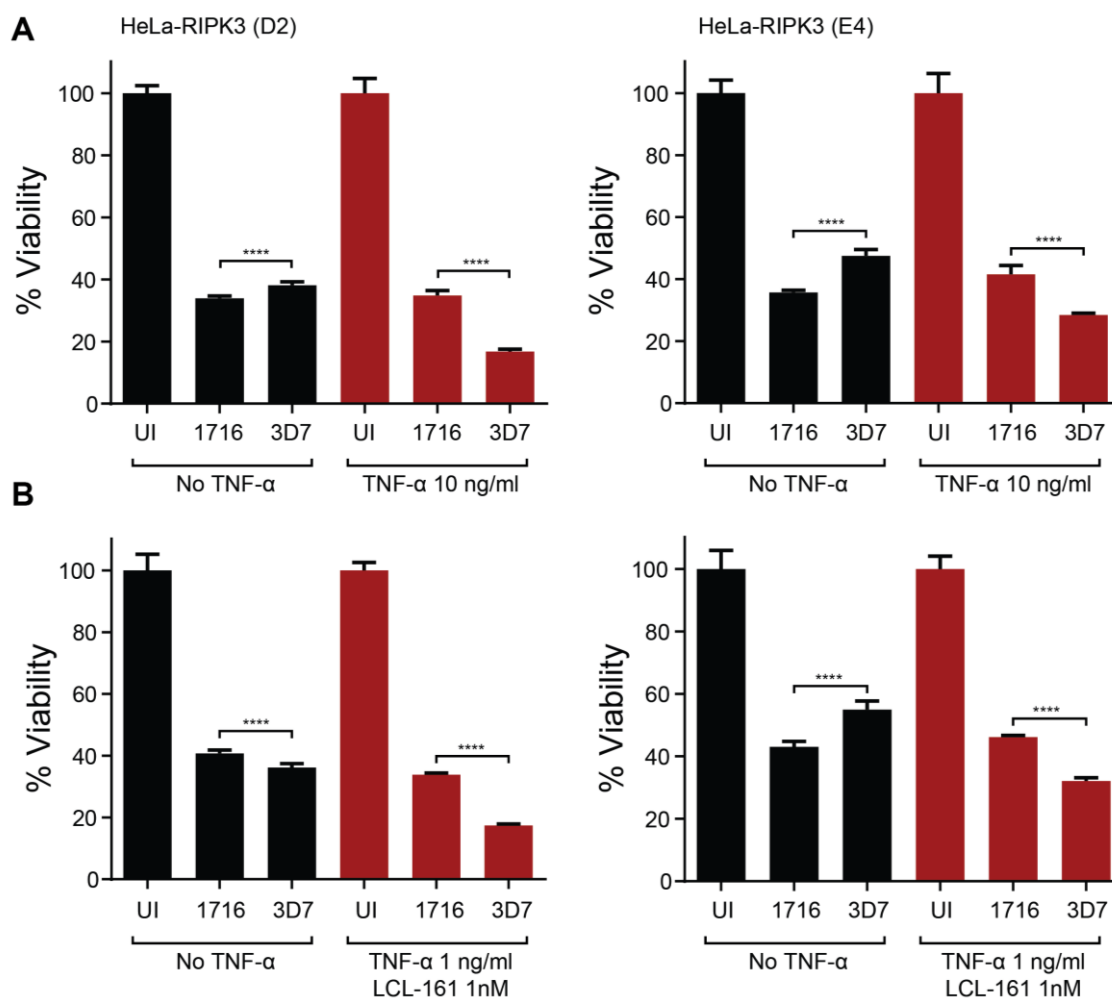 A
HeLa-RIPK3 (D2)
HeLa-RIPK3 (E4)
% Viability
100
80
60
40
20
0
****
****
UI 1716 3D7 UI 1716 3D7
No TNF-α TNF-α 10 ng/ml
% Viability
100
80
60
40
20
0
****
****
UI 1716 3D7 UI 1716 3D7
No TNF-α TNF-α 10 ng/ml
B
% Viability
100
80
60
40
20
0
****
****
UI 1716 3D7 UI 1716 3D7
No TNF-α TNF-α 1 ng/ml
LCL-161 1nM
% Viability
100
80
60
40
20
0
****
****
UI 1716 3D7 UI 1716 3D7
No TNF-α TNF-α 1 ng/ml
LCL-161 1nM